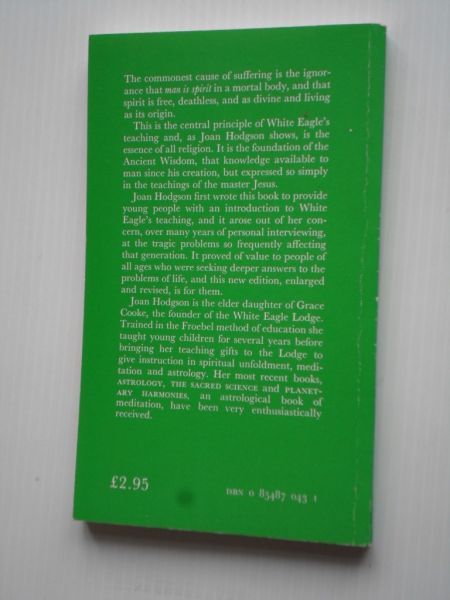 The commonest cause of suffering is the ignor-
ance that man is spirit in a mortal body, and that
spirit is free, deathless, and as divine and living
as its origin.
This is the central principle of White Eagle's
teaching and, as Joan Hodgson shows, is the
essence of all religion. It is the foundation of the
Ancient Wisdom, that knowledge available to
man since his creation, but expressed so simply
in the teachings of the master Jesus.
Joan Hodgson first wrote this book to provide
young people with an introduction to White
Eagle's teaching, and it arose out of her con-
cern, over many years of personal interviewing,
at the tragic problems so frequently affecting
that generation. It proved of value to people of
all ages who were seeking deeper answers to the
problems of life, and this new edition, enlarged
and revised, is for them.
Joan Hodgson is the elder daughter of Grace
Cooke, the founder of the White Eagle Lodge.
Trained in the Froebel method of education she
taught young children for several years before
bringing her teaching gifts to the Lodge to
give instruction in spiritual unfoldment, medi-
tation and astrology. Her most recent books,
ASTROLOGY, THE SACRED SCIENCE and PLANET-
ARY HARMONIES, an astrological book of
meditation, have been very enthusiastically
received.
£2.95
ISBN 0 85487 043 1